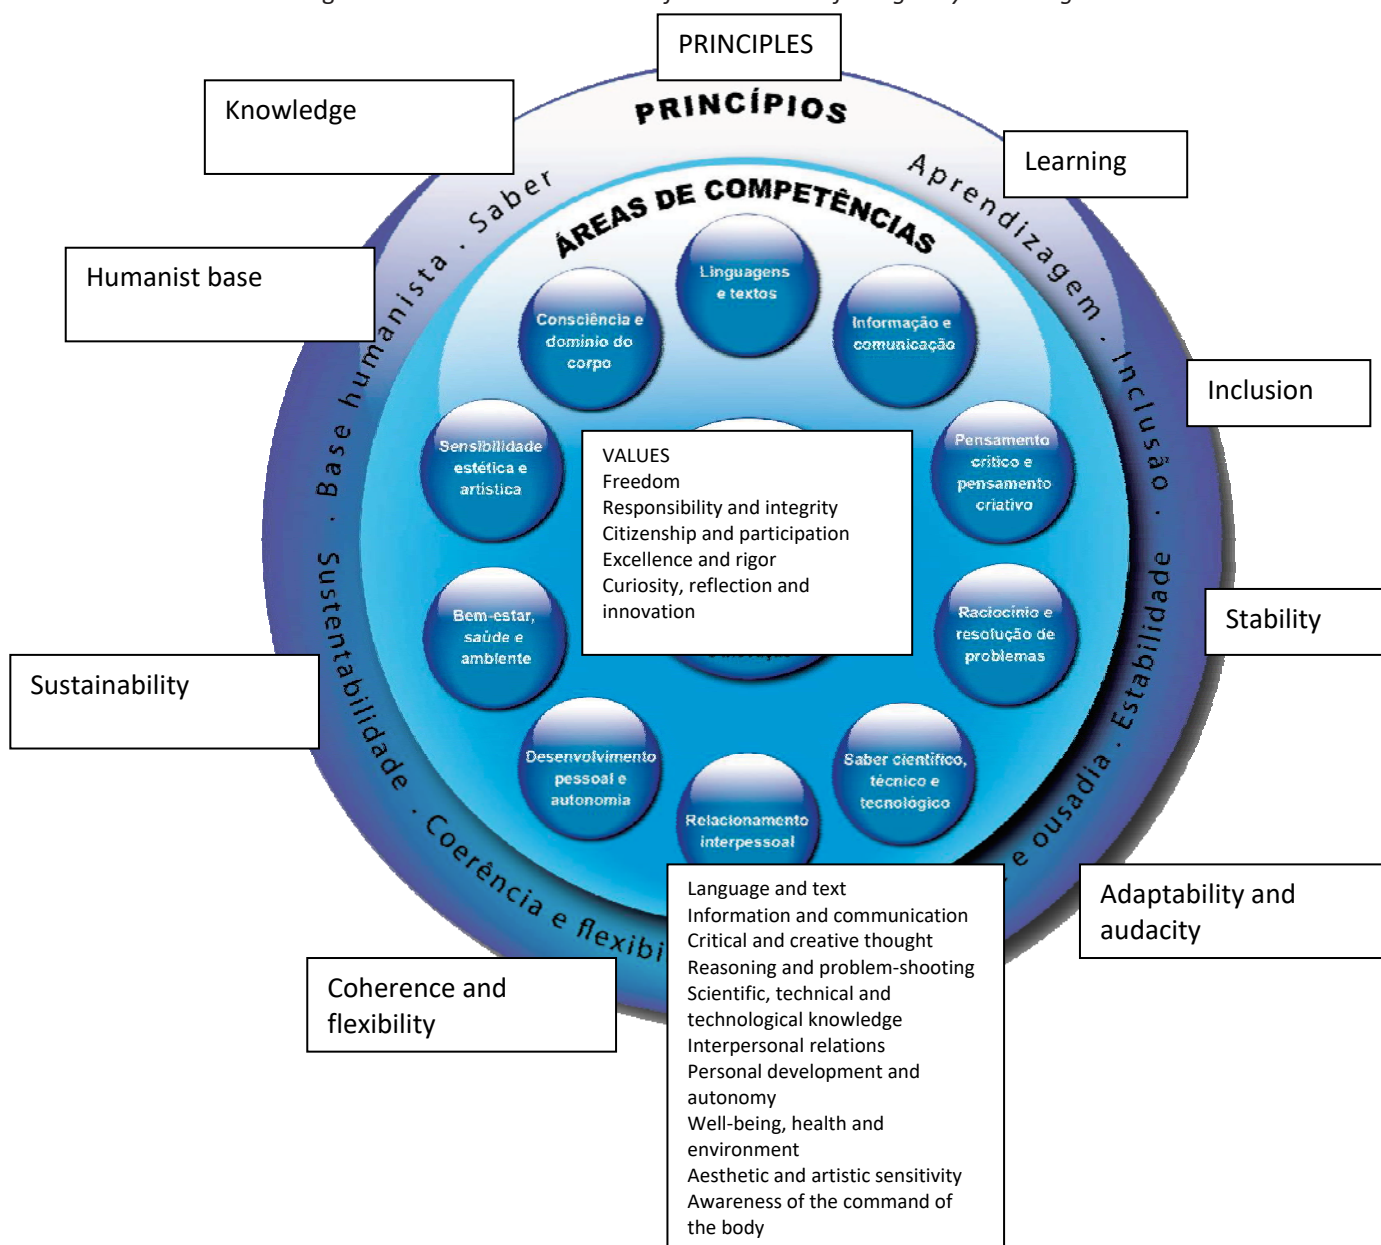 PRINCIPLES
PRINCÍPIOS
Knowledge
Learning
Humanist base
Inclusion
Stability
Sustainability
Adaptability and
audacity
Coherence and
flexibility
Base humanista . Saber
Aprendizagem . Inclusão .
e ousadia . Estabilidade
Sustentabilidade . Coerência e
ÁREAS DE COMPETÊNCIAS
Linguagens
e textos
Informação e
comunicação
Pensamento
crítico e
pensamento
criativo
Raciocínio e
resolução de
problemas
Saber científico,
técnico e
tecnológico
Relacionamento
interpessoal
Desenvolvimento
pessoal e
autonomia
Bem-estar,
saúde e
ambiente
Sensibilidade
estética e
artística
Consciência e
domínio do
corpo
VALUES
Freedom
Responsibility and integrity
Citizenship and participation
Excellence and rigor
Curiosity, reflection and
innovation
Language and text
Information and communication
Critical and creative thought
Reasoning and problem-shooting
Scientific, technical and
technological knowledge
Interpersonal relations
Personal development and
autonomy
Well-being, health and
environment
Aesthetic and artistic sensitivity
Awareness of the command of
the body